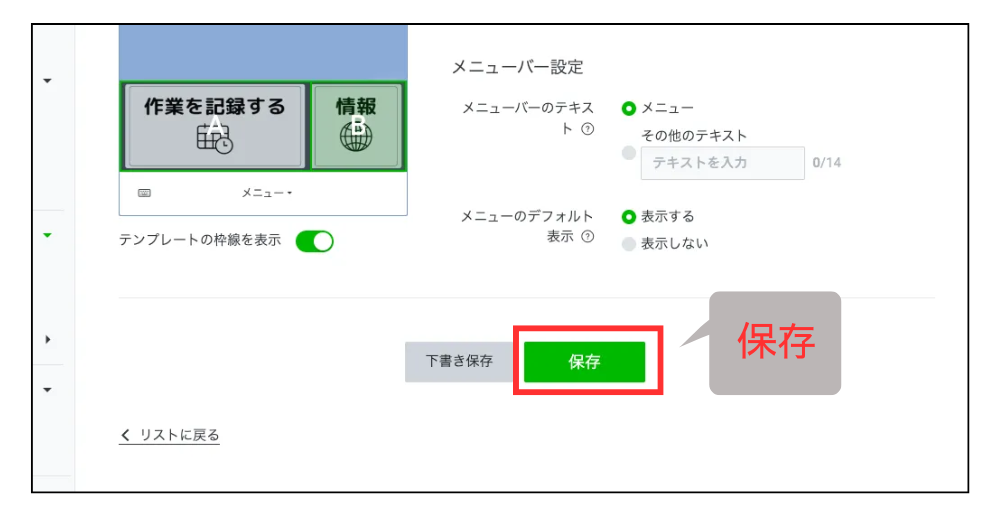 作業を記録する
A
情報
B
メニュー
テンプレートの枠線を表示
メニューバー設定
メニューバーのテキス
ト ?
メニュー
その他のテキスト
テキストを入力
0/14
メニューのデフォルト
表示 ?
表示する
表示しない
下書き保存
保存
保存
リストに戻る